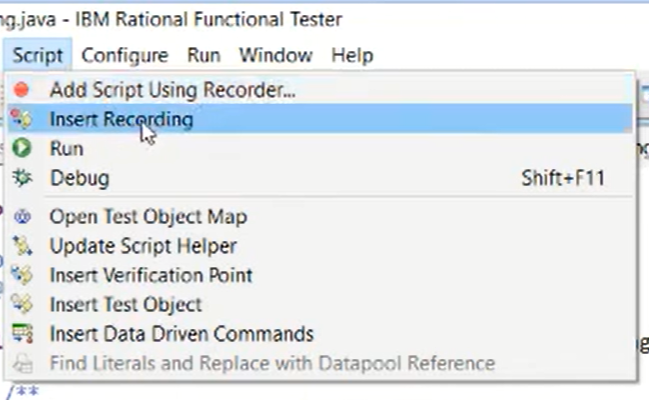 ng.java - IBM Rational Functional Tester
Script Configure Run Window Help
Add Script Using Recorder...
Insert Recording
Run
Debug Shift+F11
Open Test Object Map
Update Script Helper
Insert Verification Point
Insert Test Object
Insert Data Driven Commands
Find Literals and Replace with Datapool Reference
/**